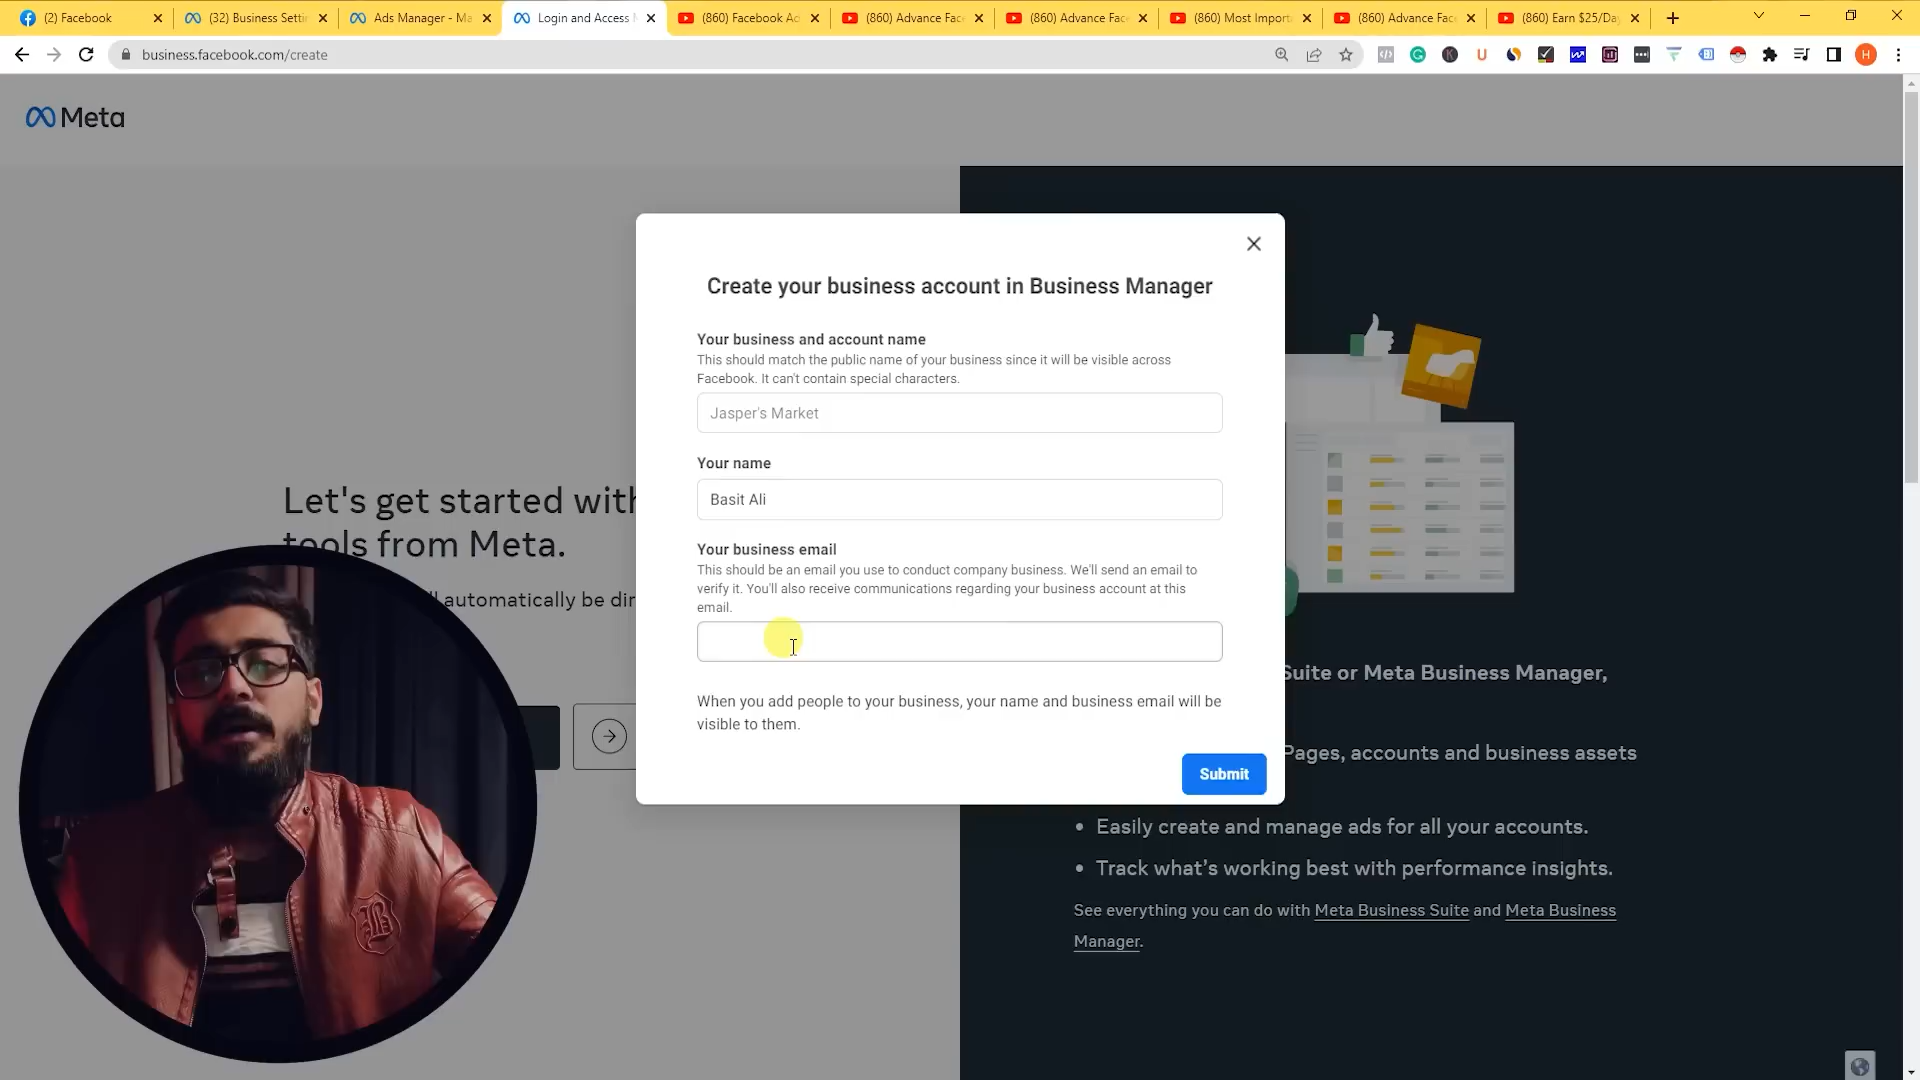 (2) Facebook
(32) Business Settin
Ads Manager - Ma
Login and Access M
(860) Facebook Ad
(860) Advance Face
(860) Advance Face
(860) Most Importa
(860) Advance Face
(860) Earn $25/Day
business.facebook.com/create
H
Meta
Create your business account in Business Manager
Your business and account name
This should match the public name of your business since it will be visible across
Facebook. It can't contain special characters.
Jasper's Market
Your name
Basit Ali
Your business email
This should be an email you use to conduct company business. We'll send an email to
verify it. You'll also receive communications regarding your business account at this
email.
When you add people to your business, your name and business email will be
visible to them.
Submit
Let's get started with
tools from Meta.
l automatically be dir
Suite or Meta Business Manager,
Pages, accounts and business assets
• Easily create and manage ads for all your accounts.
• Track what's working best with performance insights.
See everything you can do with Meta Business Suite and Meta Business
Manager.